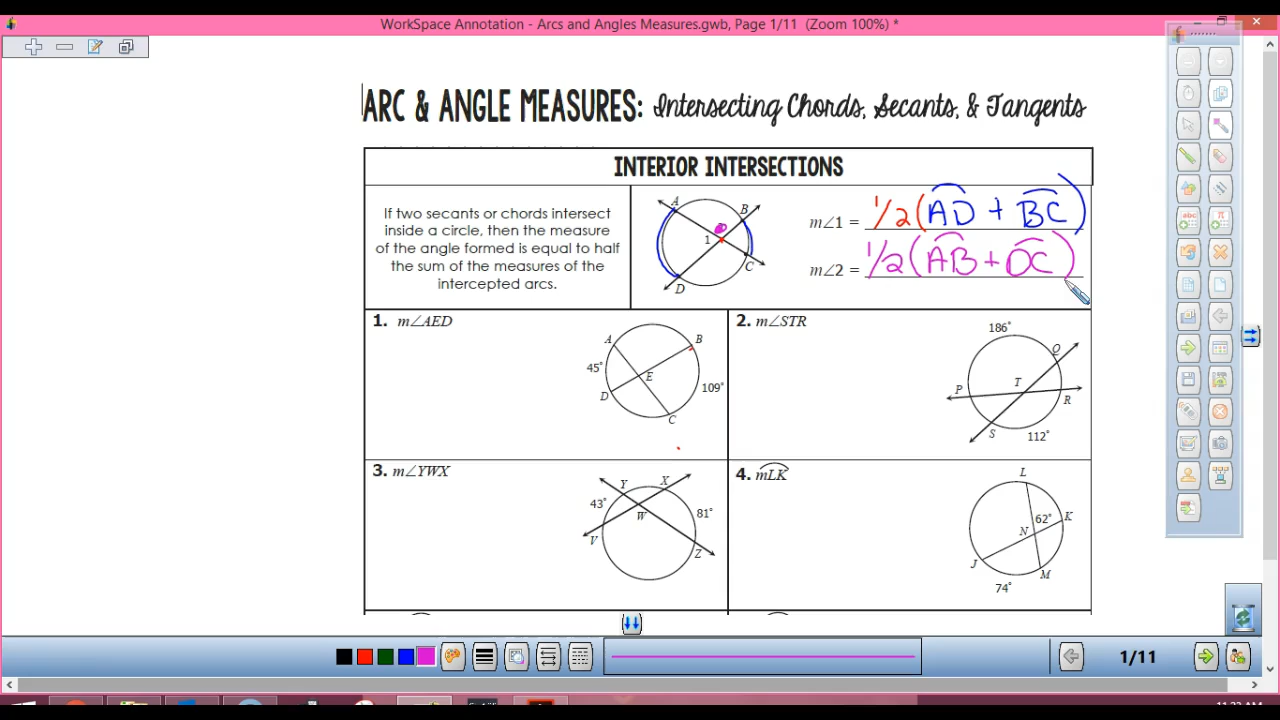 WorkSpace Annotation - Arcs and Angles Measures.gwb, Page 1/11 (Zoom 100%) *
ARC & ANGLE MEASURES: Intersecting Chords, Secants, & Tangents
INTERIOR INTERSECTIONS
If two secants or chords intersect
inside a circle, then the measure
of the angle formed is equal to half
the sum of the measures of the
intercepted arcs.
A
B
1
C
D
m∠1 = 1/2(AD + BC)
m∠2 = 1/2(AB + DC)
1. m∠AED
A
B
45°
E
D
109°
C
2. m∠STR
186°
Q
T
P
R
S
112°
3. m∠YWX
Y
X
43°
W
81°
V
Z
4. mLK
L
62°
K
N
J
M
74°
abc
1/11